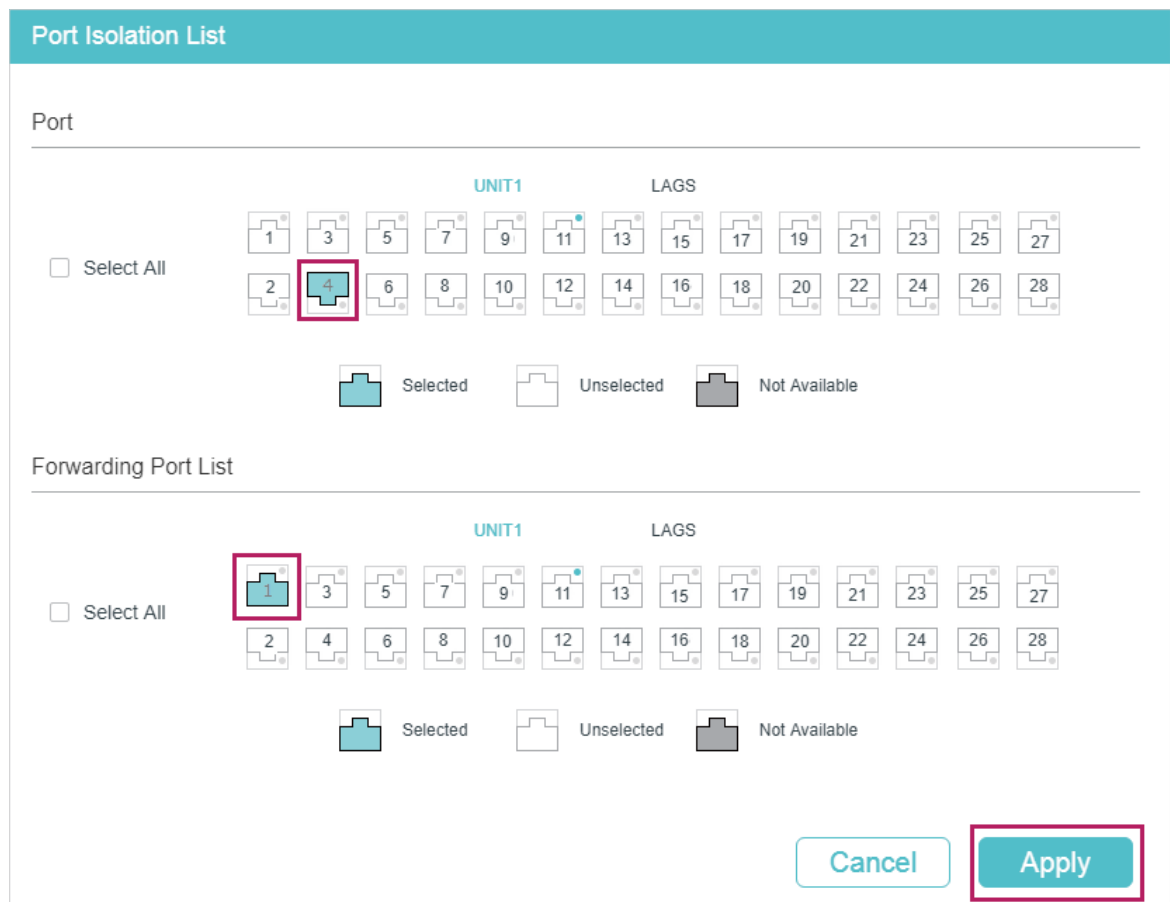 Port Isolation List
Port
UNIT1 LAGS
1 3 5 7 9 11 13 15 17 19 21 23 25 27
Select All
2 4 6 8 10 12 14 16 18 20 22 24 26 28
Selected Unselected Not Available
Forwarding Port List
UNIT1 LAGS
1 3 5 7 9 11 13 15 17 19 21 23 25 27
Select All
2 4 6 8 10 12 14 16 18 20 22 24 26 28
Selected Unselected Not Available
Cancel Apply